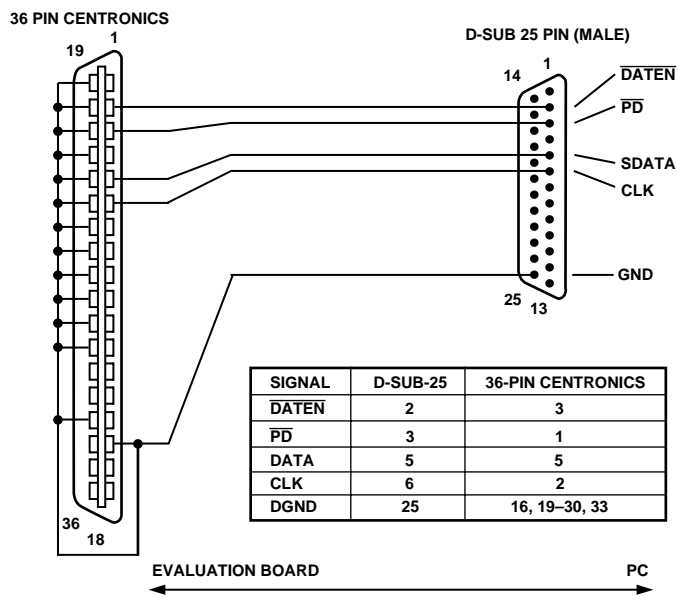 36 PIN CENTRONICS
19
1
D-SUB 25 PIN (MALE)
14
1
DATEN
PD
SDATA
CLK
GND
25
13
SIGNAL D-SUB-25 36-PIN CENTRONICS
DATEN 2 3
PD 3 1
DATA 5 5
CLK 6 2
DGND 25 16, 19–30, 33
36
18
EVALUATION BOARD PC